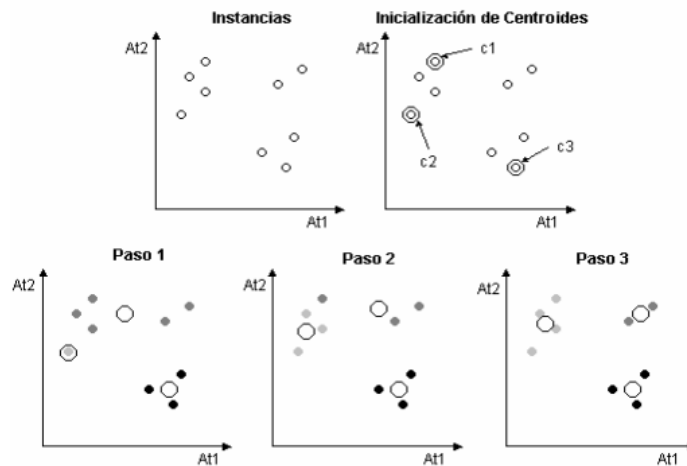 Instancias
Inicialización de Centroides
At2
At1
At2
c1
c2
c3
At1
Paso 1
Paso 2
Paso 3
At2
At1
At2
At1
At2
At1